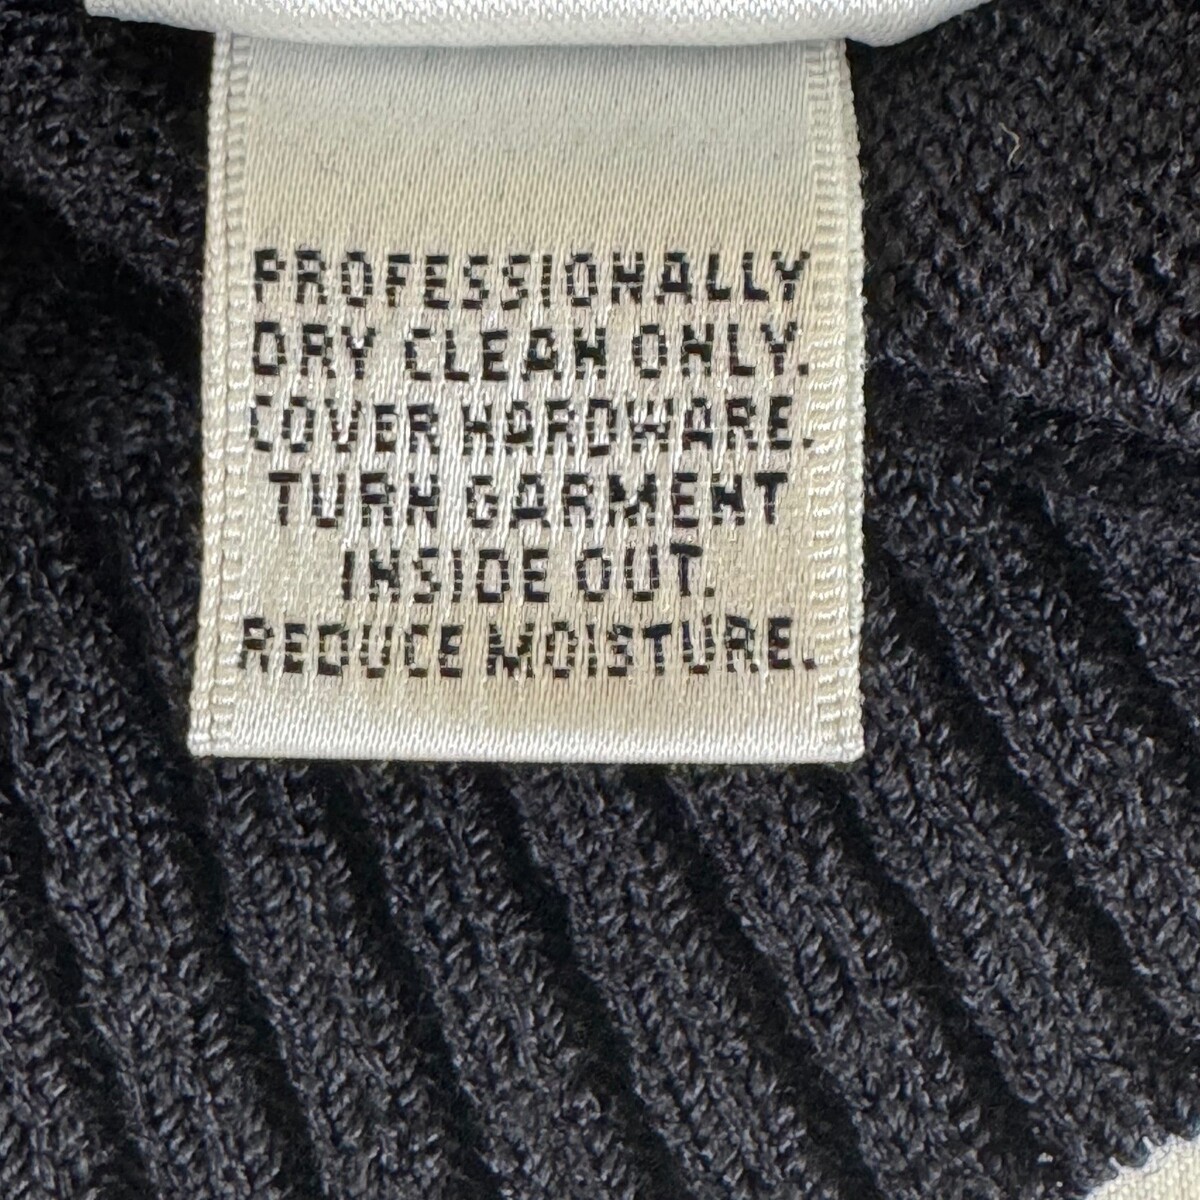 PROFESSIONALLY
DRY CLEAN ONLY.
COVER HARDWARE.
TURN GARMENT
INSIDE OUT.
REDUCE MOISTURE.